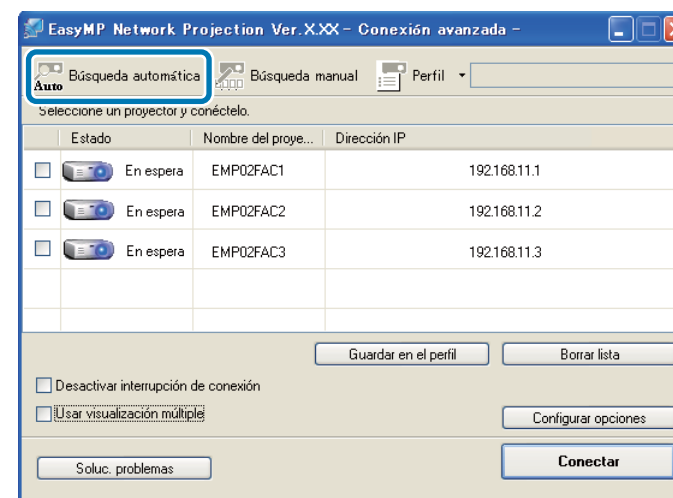 EasyMP Network Projection Ver.X.XX - Conexión avanzada -
Auto Búsqueda automática Búsqueda manual Perfil
Seleccione un proyector y conéctelo.
Estado Nombre del proye... Dirección IP
En espera EMP02FAC1 192.168.11.1
En espera EMP02FAC2 192.168.11.2
En espera EMP02FAC3 192.168.11.3
Guardar en el perfil Borrar lista
Desactivar interrupción de conexión
Usar visualización múltiple
Configurar opciones
Soluc. problemas Conectar